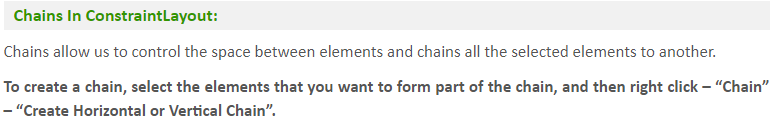 Chains In ConstraintLayout:
Chains allow us to control the space between elements and chains all the selected elements to another.
To create a chain, select the elements that you want to form part of the chain, and then right click – “Chain”
– “Create Horizontal or Vertical Chain”.